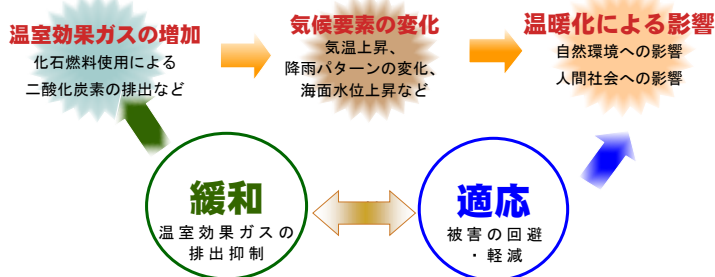 温室効果ガスの増加
化石燃料使用による
二酸化炭素の排出など
気候要素の変化
気温上昇、
降雨パターンの変化、
海面水位上昇など
温暖化による影響
自然環境への影響
人間社会への影響
緩和
温室効果ガスの
排出抑制
適応
被害の回避
・軽減